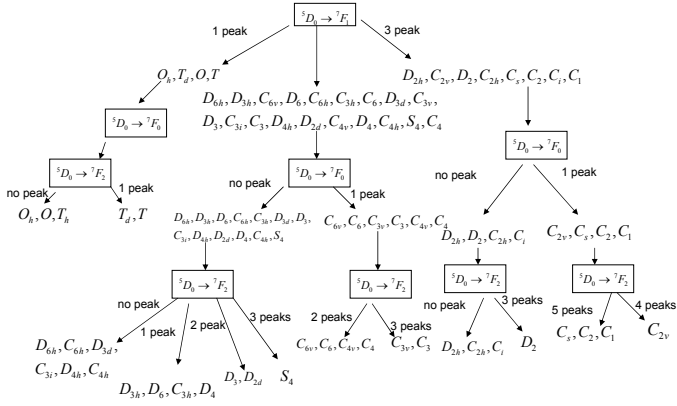 ⁵D₀ → ⁷F₁
1 peak
3 peak
O_h, T_d, O, T
D_2h, C_2v, D_2, C_2h, C_s, C_2, C_i, C_1
D_6h, D_3h, C_6v, D_6, C_6h, C_3h, C_6, D_3d, C_3v,
D_3, C_3i, C_3, D_4h, D_2d, C_4v, D_4, C_4h, S_4, C_4
⁵D₀ → ⁷F₀
⁵D₀ → ⁷F₂
no peak
1 peak
O_h, O, T_h
T_d, T
⁵D₀ → ⁷F₀
no peak
1 peak
D_6h, D_3h, D_6, C_6h, C_3h, D_3d, D_3,
C_3i, D_4h, D_2d, D_4, C_4h, S_4
C_6v, C_6, C_3v, C_3, C_4v, C_4
⁵D₀ → ⁷F₂
no peak
1 peak
2 peak
3 peaks
D_6h, C_6h, D_3d,
C_3i, D_4h, C_4h
D_3h, D_6, C_3h, D_4
D_3, D_2d
S_4
⁵D₀ → ⁷F₂
2 peaks
3 peaks
C_6v, C_6, C_4v, C_4
C_3v, C_3
⁵D₀ → ⁷F₀
no peak
1 peak
D_2h, D_2, C_2h, C_i
C_2v, C_s, C_2, C_1
⁵D₀ → ⁷F₂
no peak
3 peaks
D_2h, C_2h, C_i
D_2
⁵D₀ → ⁷F₂
5 peaks
4 peaks
C_s, C_2, C_1
C_2v